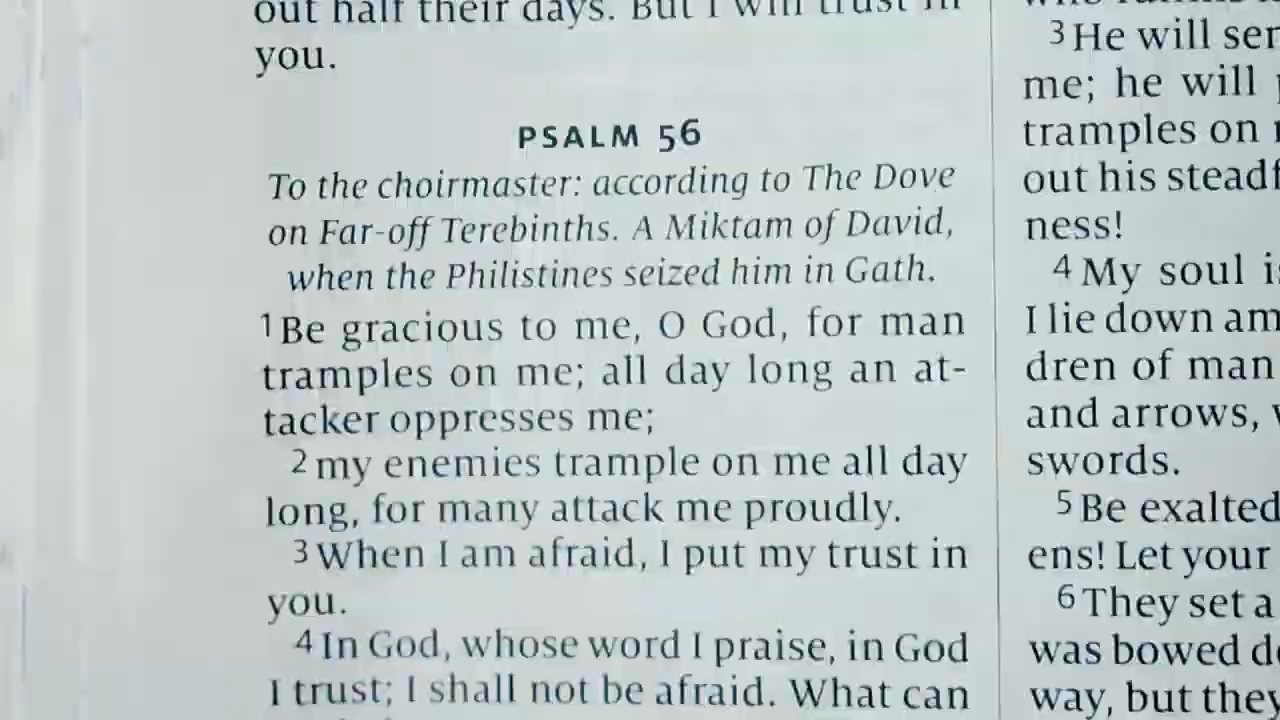 out half their days. But I will trust in
you.
PSALM 56
To the choirmaster: according to The Dove
on Far-off Terebinths. A Miktam of David,
when the Philistines seized him in Gath.
1 Be gracious to me, O God, for man
tramples on me; all day long an at-
tacker oppresses me;
2 my enemies trample on me all day
long, for many attack me proudly.
3 When I am afraid, I put my trust in
you.
4 In God, whose word I praise, in God
I trust; I shall not be afraid. What can
3 He will
me; he will
tramples on
out his
ness!
4 My soul
I lie down
dren of man
and arrows,
swords.
5 Be exalted
ens! Let your
6 They set a
was bowed
way, but they